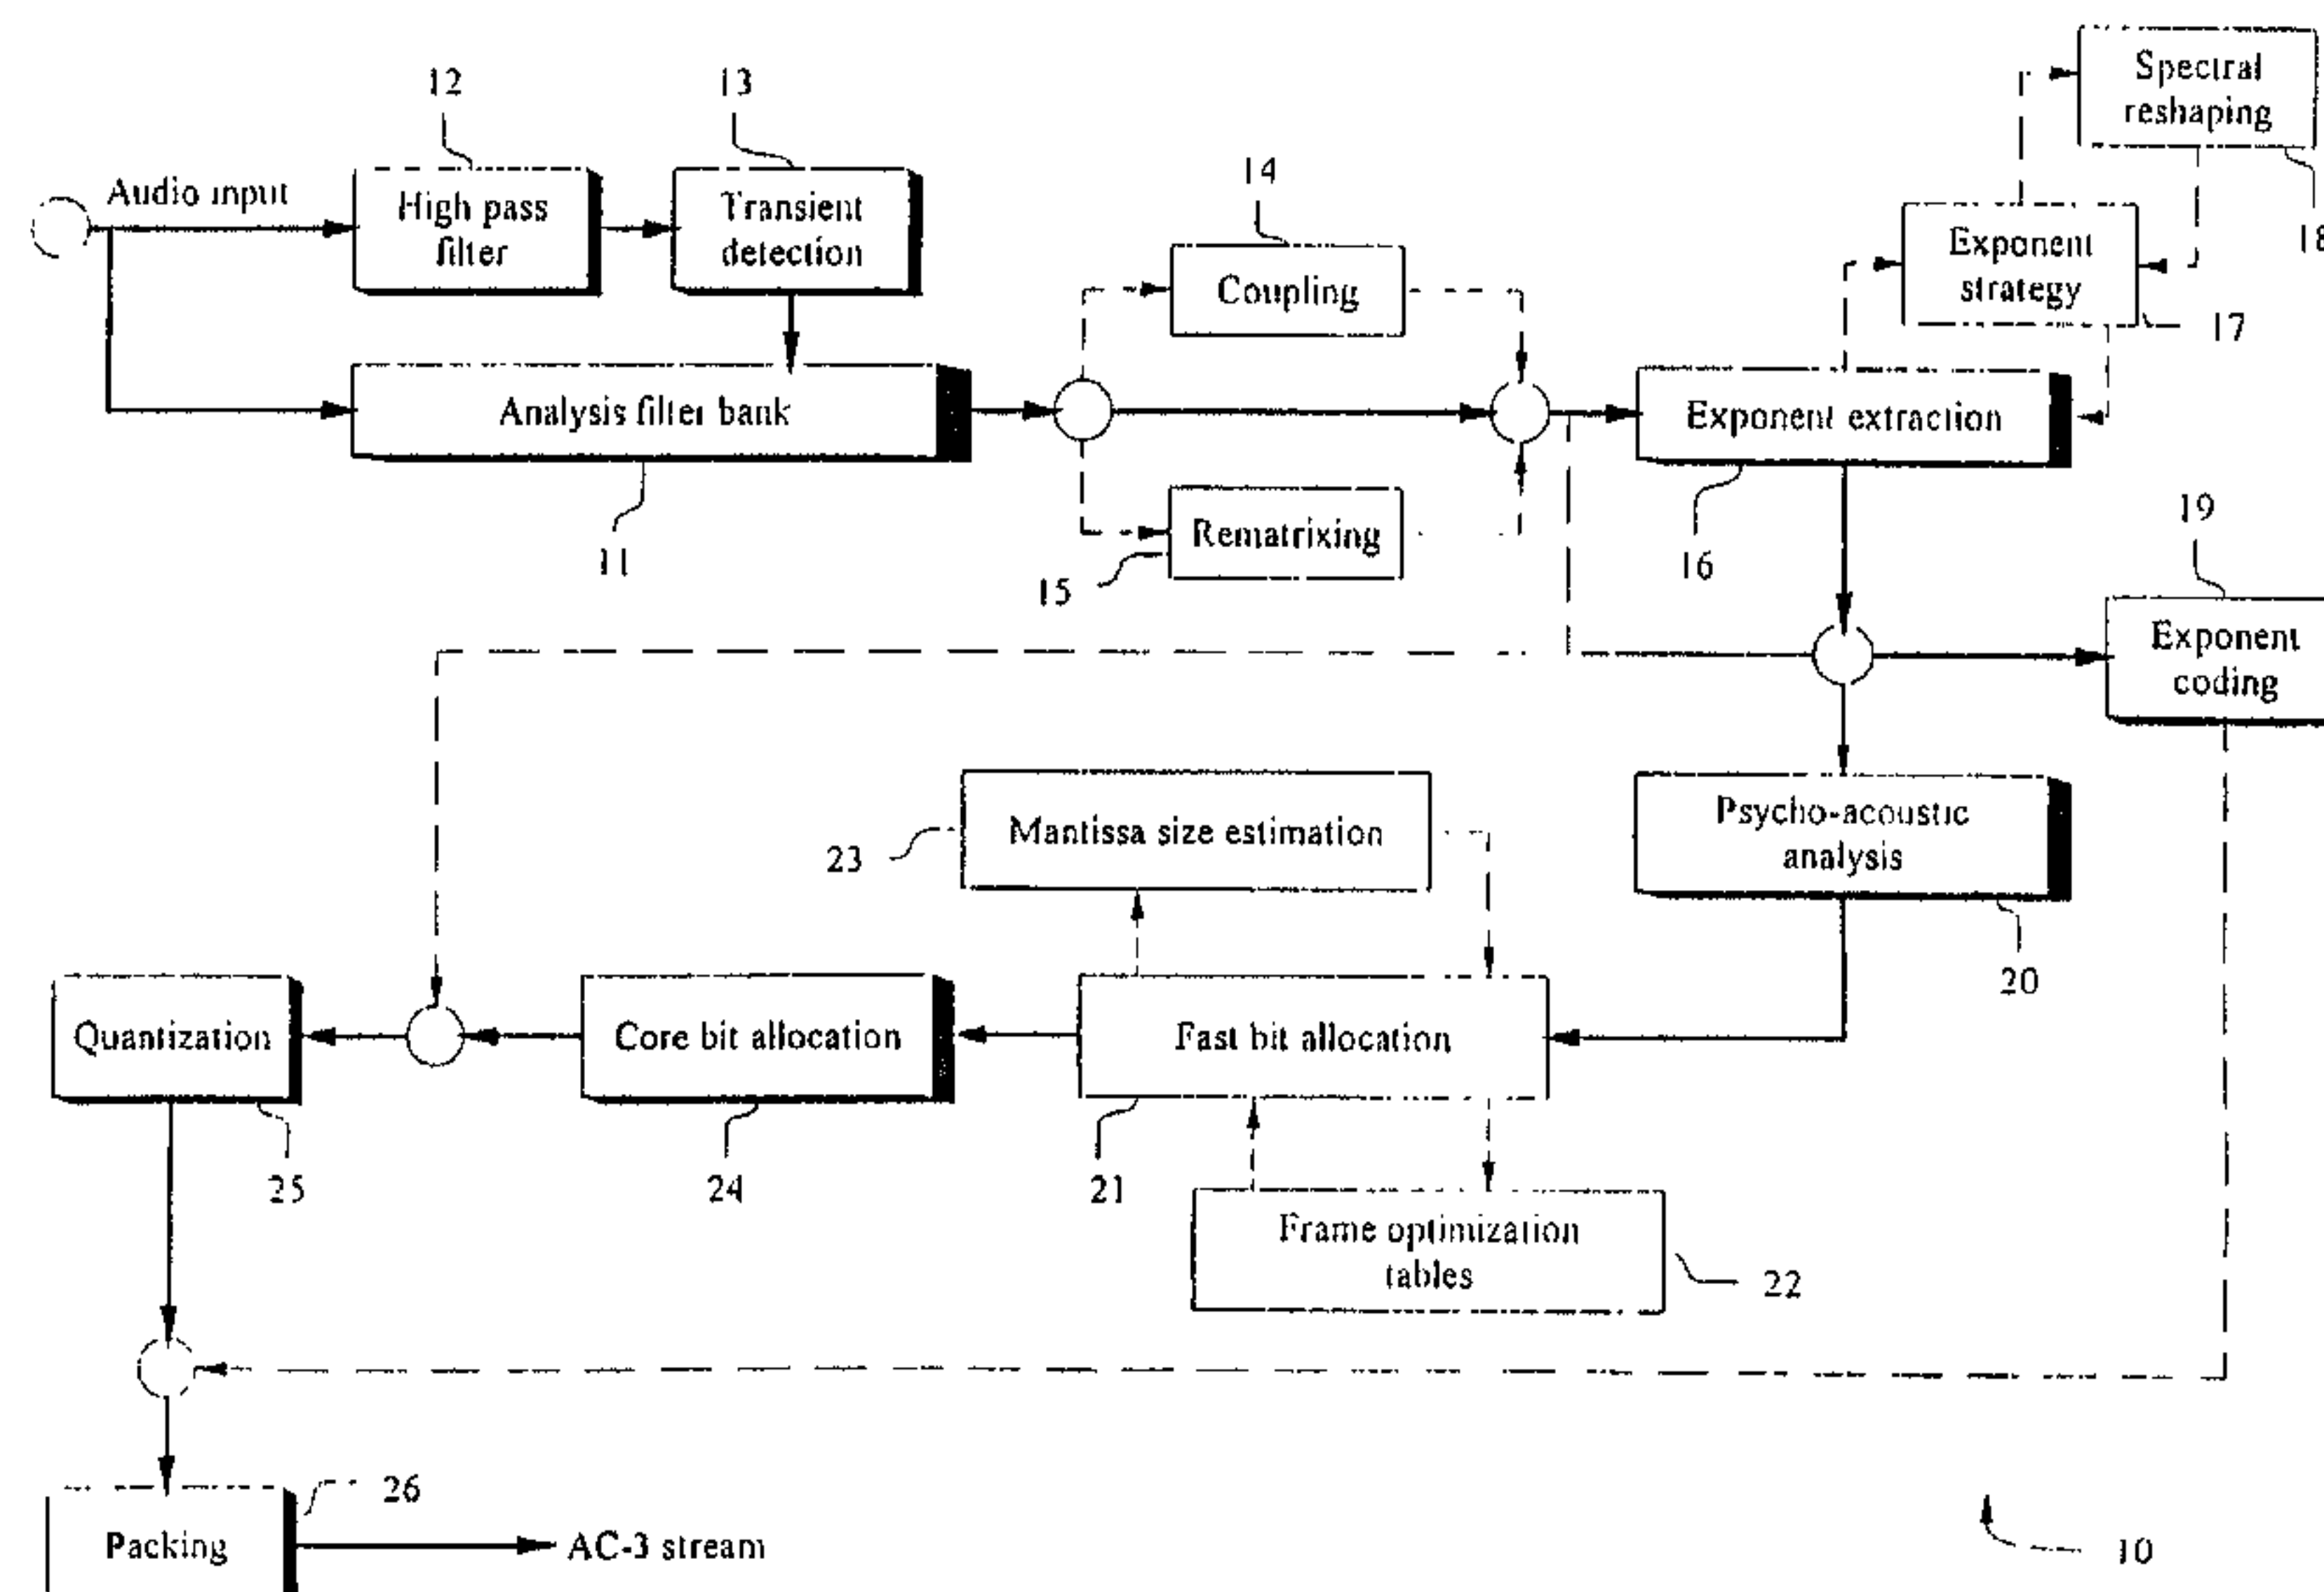 12
13
Spectral
reshaping
14
Audio input
High pass
filter
Transient
detection
18
Exponent
strategy
Coupling
17
Analysis filter bank
Exponent extraction
19
Rematrixing
11
16
15
Exponent
coding
Mantissa size estimation
Psycho-acoustic
analysis
23
20
Quantization
Core bit allocation
Fast bit allocation
25
24
21
Frame optimization
tables
22
26
Packing
AC-3 stream
10